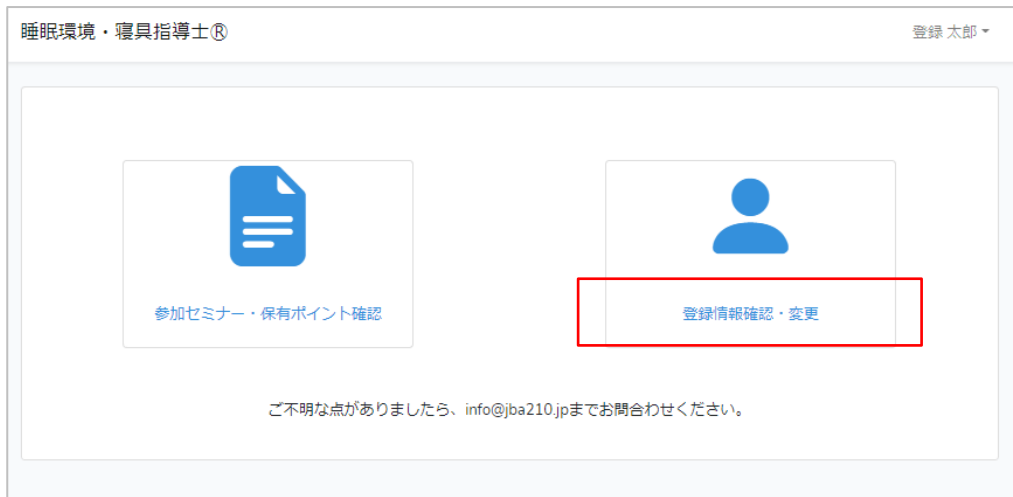 睡眠環境・寝具指導士®
登録 太郎
参加セミナー・保有ポイント確認
登録情報確認・変更
ご不明な点がありましたら、info@jba210.jpまでお問合わせください。